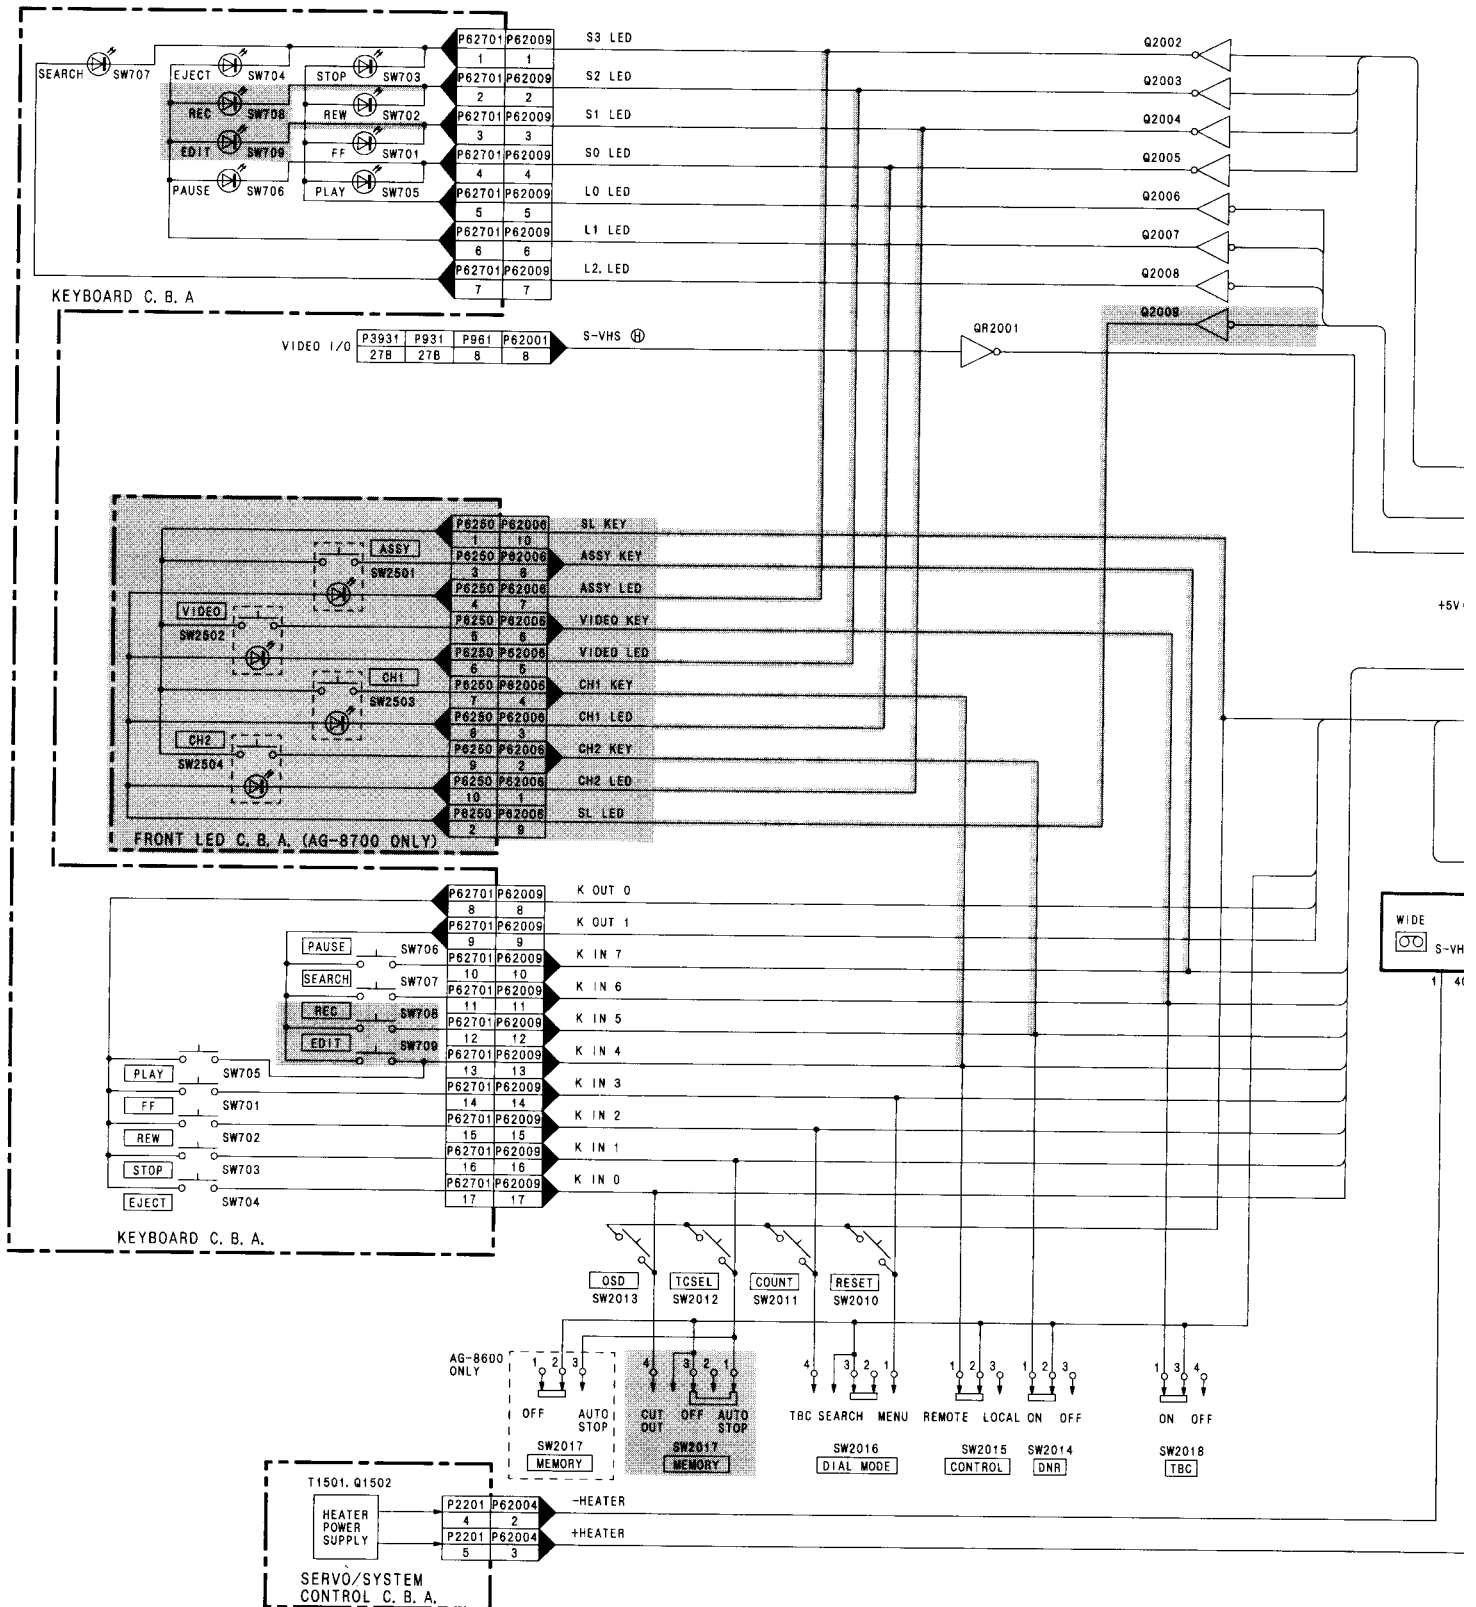 P62701 P62009 S3 LED
1 1
SEARCH SW707 EJECT SW704 STOP SW703
Q2002
P62701 P62009 S2 LED
2 2
REC SW708 REW SW702
Q2003
P62701 P62009 S1 LED
3 3
EDIT SW709 FF SW701
Q2004
P62701 P62009 S0 LED
4 4
PAUSE SW706 PLAY SW705
Q2005
P62701 P62009 L0 LED
5 5
Q2006
P62701 P62009 L1 LED
6 6
Q2007
P62701 P62009 L2, LED
7 7
Q2008
KEYBOARD C. B. A
Q2009
VIDEO I/O P3931 P931 P961 P62001 S-VHS Ⓗ
27B 27B 8 8
QR2001
P6250 P62006 SL KEY
1 10
ASSY SW2501
P6250 P62006 ASSY KEY
3 8
P6250 P62006 ASSY LED
4 7
+5V
VIDEO SW2502
P6250 P62006 VIDEO KEY
5 6
P6250 P62006 VIDEO LED
6 5
CH1 SW2503
P6250 P62006 CH1 KEY
7 4
P6250 P62006 CH1 LED
8 3
CH2 SW2504
P6250 P62006 CH2 KEY
9 2
P6250 P62006 CH2 LED
10 1
P6250 P62006 SL LED
2 9
FRONT LED C. B. A. (AG-8700 ONLY)
P62701 P62009 K OUT 0
8 8
P62701 P62009 K OUT 1
9 9
WIDE
S-VH
1 40
PAUSE SW706
P62701 P62009 K IN 7
10 10
SEARCH SW707
P62701 P62009 K IN 6
11 11
REC SW708
P62701 P62009 K IN 5
12 12
EDIT SW709
P62701 P62009 K IN 4
13 13
PLAY SW705
P62701 P62009 K IN 3
14 14
FF SW701
P62701 P62009 K IN 2
15 15
REW SW702
P62701 P62009 K IN 1
16 16
STOP SW703
P62701 P62009 K IN 0
17 17
EJECT SW704
KEYBOARD C. B. A.
OSD TCSEL COUNT RESET
SW2013 SW2012 SW2011 SW2010
AG-8600
ONLY
1 2 3 4 3 2 1 4 3 2 1 1 2 3 1 2 3 1 3 4
OFF AUTO STOP
CUT OUT OFF AUTO STOP
TBC SEARCH MENU REMOTE LOCAL ON OFF ON OFF
SW2017 SW2017 SW2016 SW2015 SW2014 SW2018
MEMORY MEMORY DIAL MODE CONTROL DNR TBC
T1501, Q1502
HEATER
POWER
SUPPLY
P2201 P62004 -HEATER
4 2
P2201 P62004 +HEATER
5 3
SERVO/SYSTEM
CONTROL C. B. A.